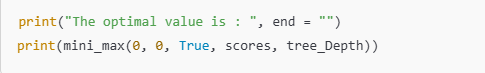 print("The optimal value is : ", end = "")
print(mini_max(0, 0, True, scores, tree_Depth))